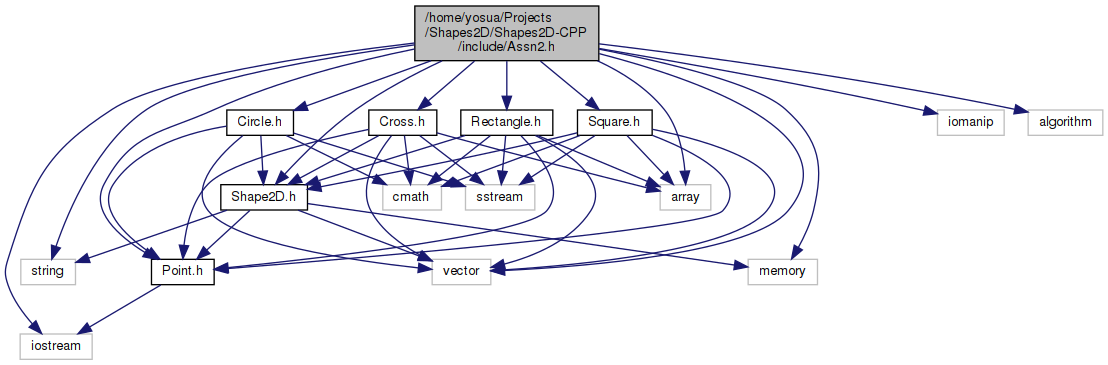 /home/yosua/Projects
/Shapes2D/Shapes2D-CPP
/include/Assn2.h
Circle.h
Cross.h
Rectangle.h
Square.h
iomanip
algorithm
Shape2D.h
cmath
sstream
array
string
Point.h
vector
memory
iostream